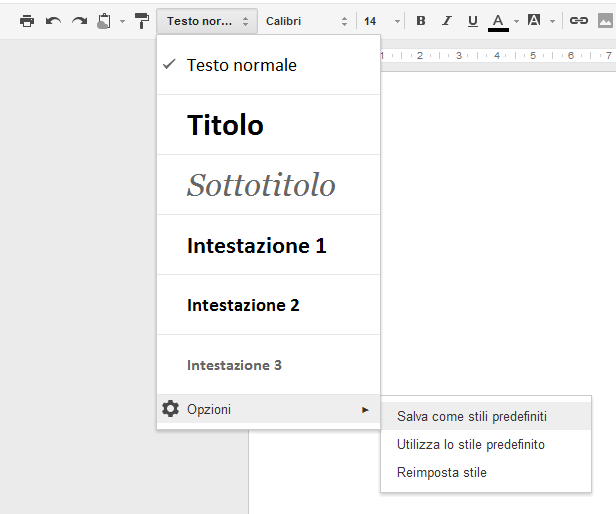 Testo nor... Calibri 14 B I U A A
1 2 3 4 5 6 7
Testo normale
Titolo
Sottotitolo
Intestazione 1
Intestazione 2
Intestazione 3
Opzioni
Salva come stili predefiniti
Utilizza lo stile predefinito
Reimposta stile